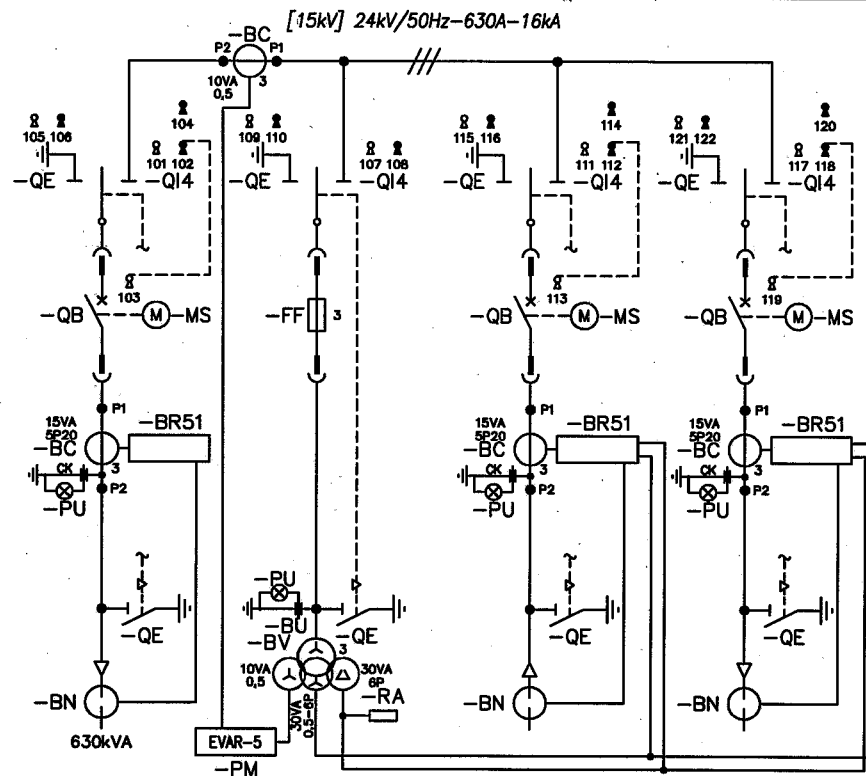 [15kV] 24kV/50Hz-630A-16kA
-BC
P2 P1
10VA
0,5
3
105 106
104
101 102
-QE -QI4
109 110
107 108
-QE -QI4
115 116
114
111 112
-QE -QI4
121 122
120
117 118
-QE -QI4
103
-QB M -MS
-FF 3
113
-QB M -MS
119
-QB M -MS
P1
15VA
5P20
-BC
-BR51
3
CK
P2
-PU
P1
15VA
5P20
-BC
-BR51
3
CK
P2
-PU
P1
15VA
5P20
-BC
-BR51
3
CK
P2
-PU
-QE
-PU
-BU
-QE
-BV
3
10VA
0,5
30VA
6P
30VA
0,5-6P
-RA
-QE
-QE
-BN
630kVA
-BN
-BN
EVAR-5
-PM